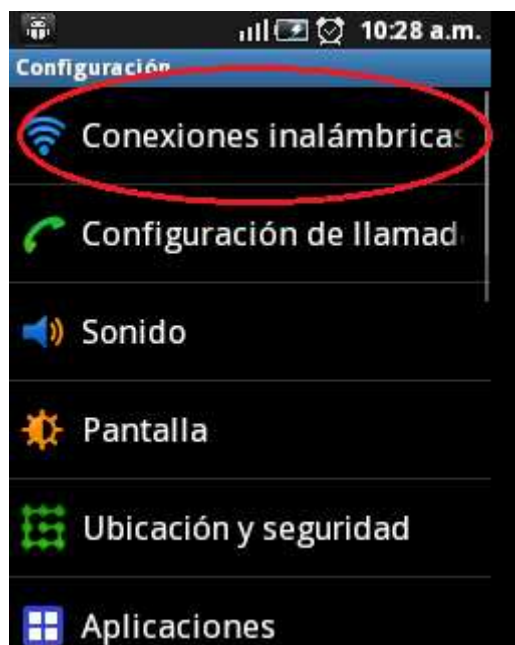 10:28 a.m.
Configuración
Conexiones inalámbricas
Configuración de llamad
Sonido
Pantalla
Ubicación y seguridad
Aplicaciones